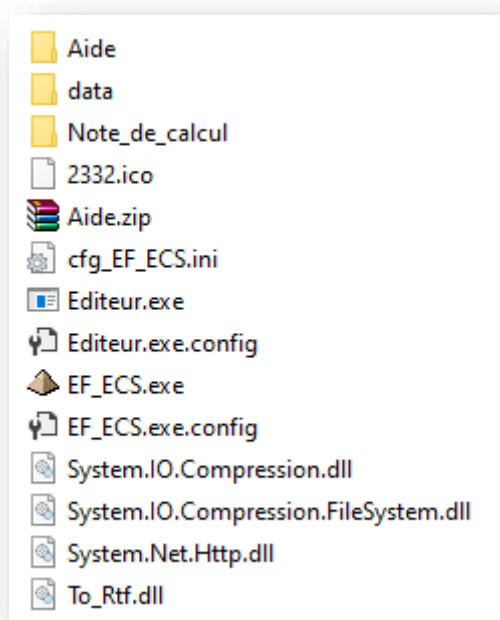 Aide
data
Note_de_calcul
2332.ico
Aide.zip
cfg_EF_ECS.ini
Editeur.exe
Editeur.exe.config
EF_ECS.exe
EF_ECS.exe.config
System.IO.Compression.dll
System.IO.Compression.FileSystem.dll
System.Net.Http.dll
To_Rtf.dll